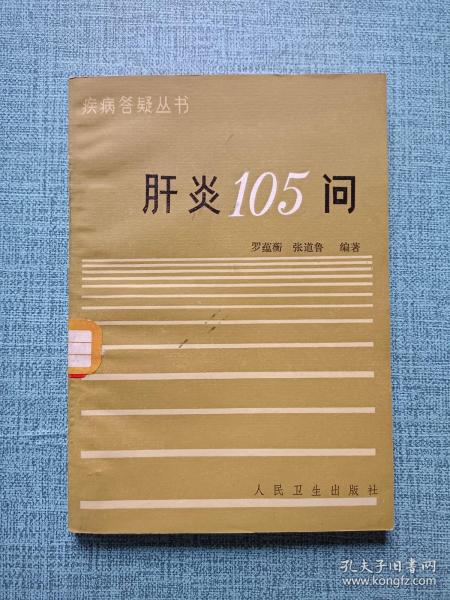 疾病答疑丛书
肝炎105问
罗蕴衡 张道鲁 编著
人民卫生出版社
孔夫子旧书网
www.kongfz.com